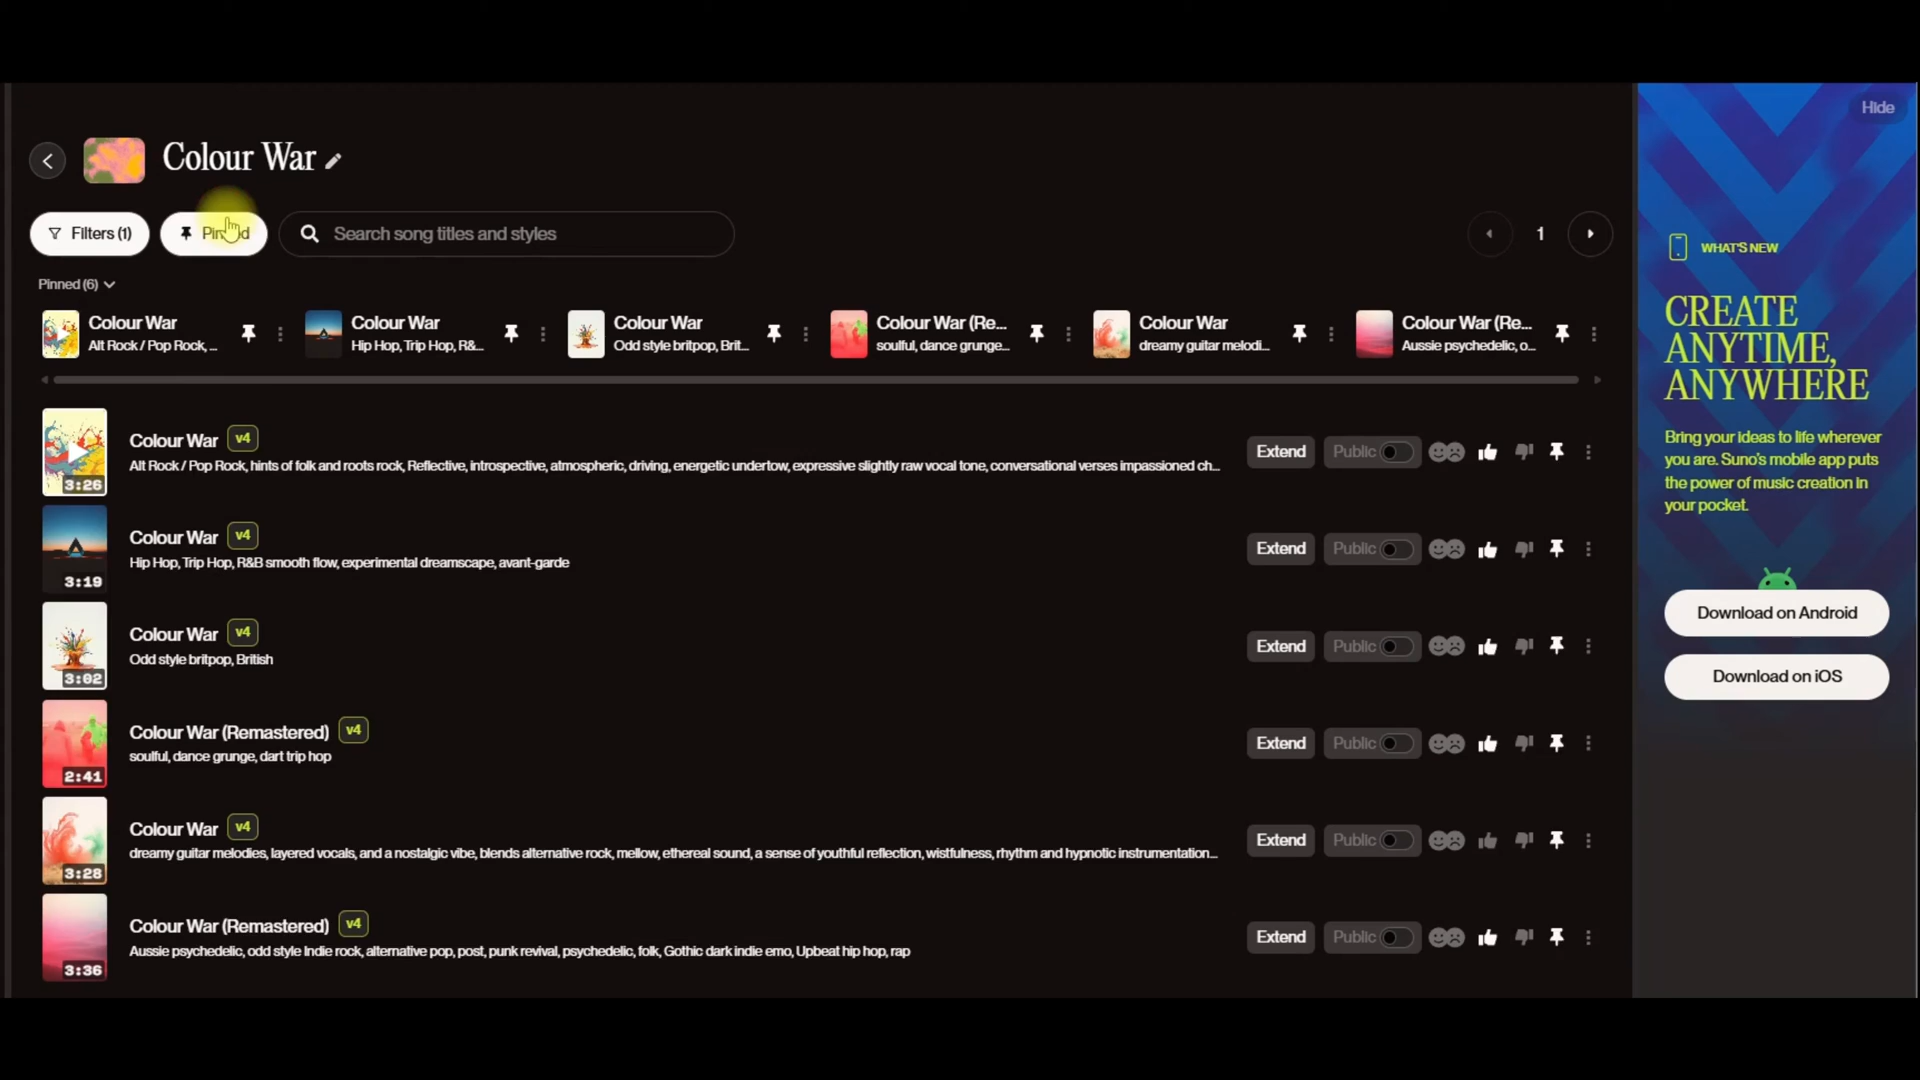 Hide
Colour War
Filters (1)
Pinned
Search song titles and styles
1
Pinned (6)
Colour War
Alt Rock / Pop Rock, ...
Colour War
Hip Hop, Trip Hop, R&...
Colour War
Odd style britpop, Brit...
Colour War (Re...
soulful, dance grunge...
Colour War
dreamy guitar melodi...
Colour War (Re...
Aussie psychedelic, o...
3:26
Colour War v4
Alt Rock / Pop Rock, hints of folk and roots rock, Reflective, introspective, atmospheric, driving, energetic undertow, expressive slightly raw vocal tone, conversational verses impassioned ch...
Extend
Public
3:19
Colour War v4
Hip Hop, Trip Hop, R&B smooth flow, experimental dreamscape, avant-garde
Extend
Public
3:02
Colour War v4
Odd style britpop, British
Extend
Public
2:41
Colour War (Remastered) v4
soulful, dance grunge, dart trip hop
Extend
Public
3:28
Colour War v4
dreamy guitar melodies, layered vocals, and a nostalgic vibe, blends alternative rock, mellow, ethereal sound, a sense of youthful reflection, wistfulness, rhythm and hypnotic instrumentation...
Extend
Public
3:36
Colour War (Remastered) v4
Aussie psychedelic, odd style Indie rock, alternative pop, post, punk revival, psychedelic, folk, Gothic dark indie emo, Upbeat hip hop, rap
Extend
Public
WHAT'S NEW
CREATE
ANYTIME,
ANYWHERE
Bring your ideas to life wherever
you are. Suno's mobile app puts
the power of music creation in
your pocket.
Download on Android
Download on iOS